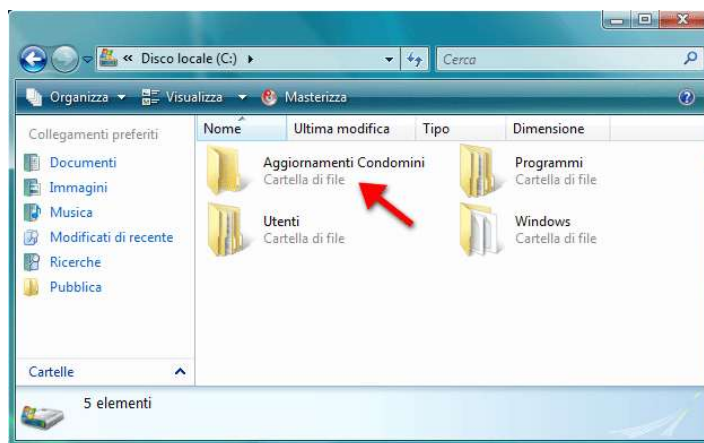 « Disco locale (C:)
Cerca
Organizza Visualizza Masterizza
Collegamenti preferiti
Documenti
Immagini
Musica
Modificati di recente
Ricerche
Pubblica
Cartelle
Nome Ultima modifica Tipo Dimensione
Aggiornamenti Condomini
Cartella di file
Programmi
Cartella di file
Utenti
Cartella di file
Windows
Cartella di file
5 elementi